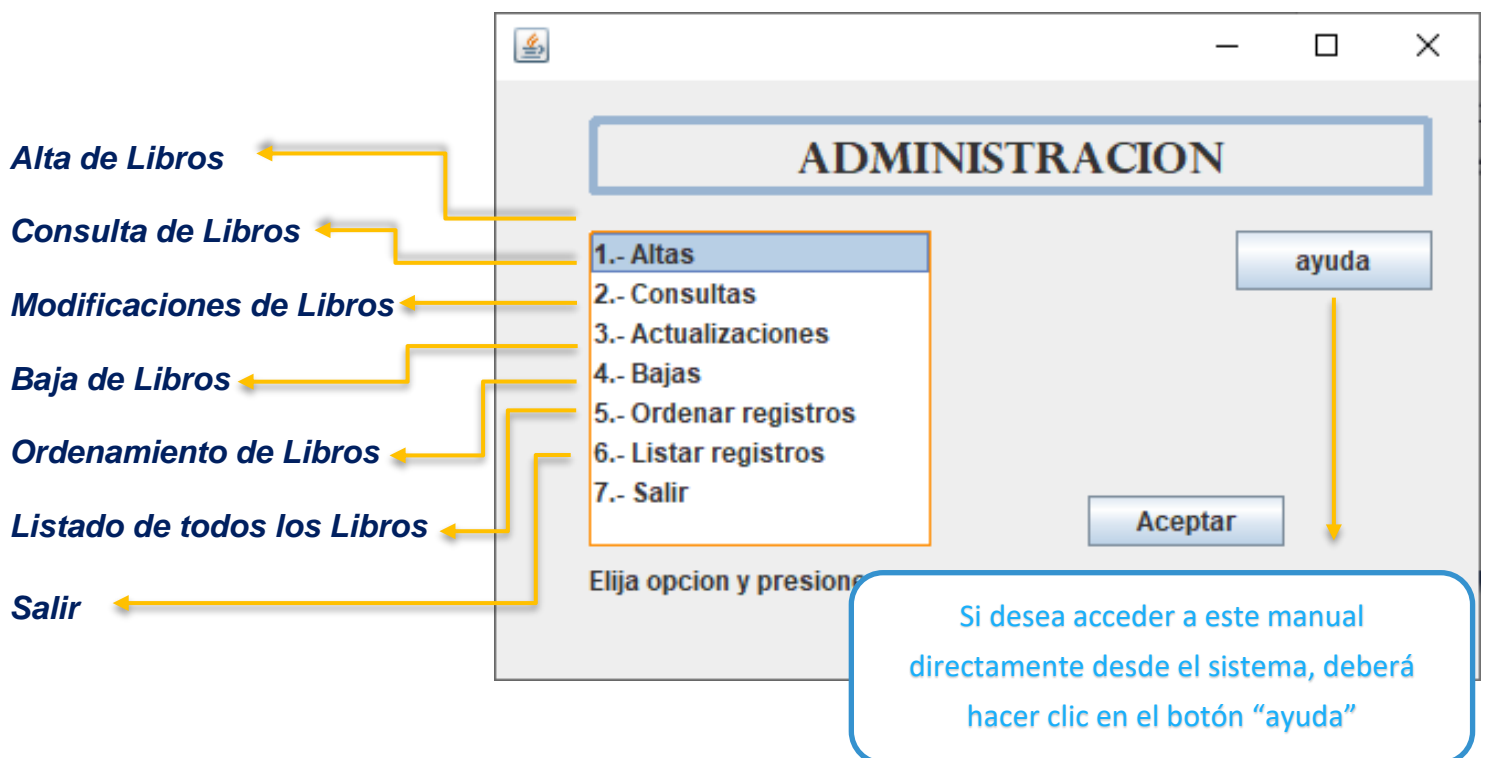 ADMINISTRACION
Alta de Libros
Consulta de Libros
Modificaciones de Libros
Baja de Libros
Ordenamiento de Libros
Listado de todos los Libros
Salir
1.- Altas
2.- Consultas
3.- Actualizaciones
4.- Bajas
5.- Ordenar registros
6.- Listar registros
7.- Salir
ayuda
Aceptar
Elija opcion y presione
Si desea acceder a este manual
directamente desde el sistema, deberá
hacer clic en el botón “ayuda”